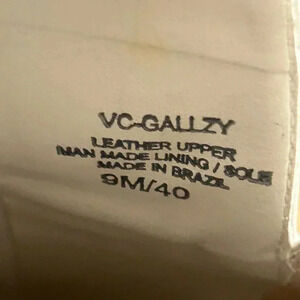 VC-GALLZY
LEATHER UPPER
MAN MADE LINING / SOLE
MADE IN BRAZIL
9M/40